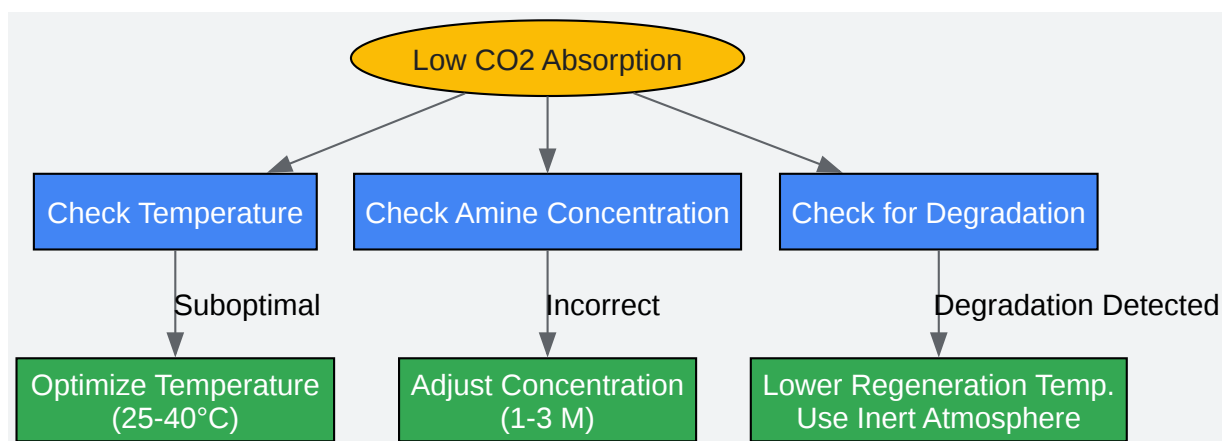 Low CO2 Absorption
Check Temperature
Check Amine Concentration
Check for Degradation
Suboptimal
Incorrect
Degradation Detected
Optimize Temperature
(25-40°C)
Adjust Concentration
(1-3 M)
Lower Regeneration Temp.
Use Inert Atmosphere